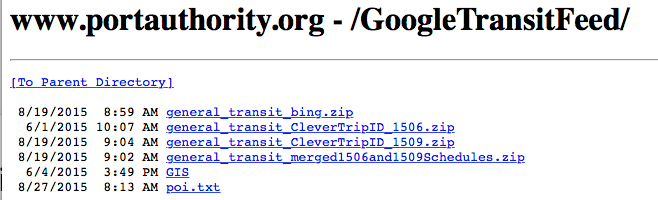 www.portauthority.org - /GoogleTransitFeed/
[To Parent Directory]
8/19/2015 8:59 AM general_transit_bing.zip
6/1/2015 10:07 AM general_transit_CleverTripID_1506.zip
8/19/2015 9:04 AM general_transit_CleverTripID_1509.zip
8/19/2015 9:02 AM general_transit_merged1506and1509Schedules.zip
6/4/2015 3:49 PM GIS
8/27/2015 8:13 AM poi.txt